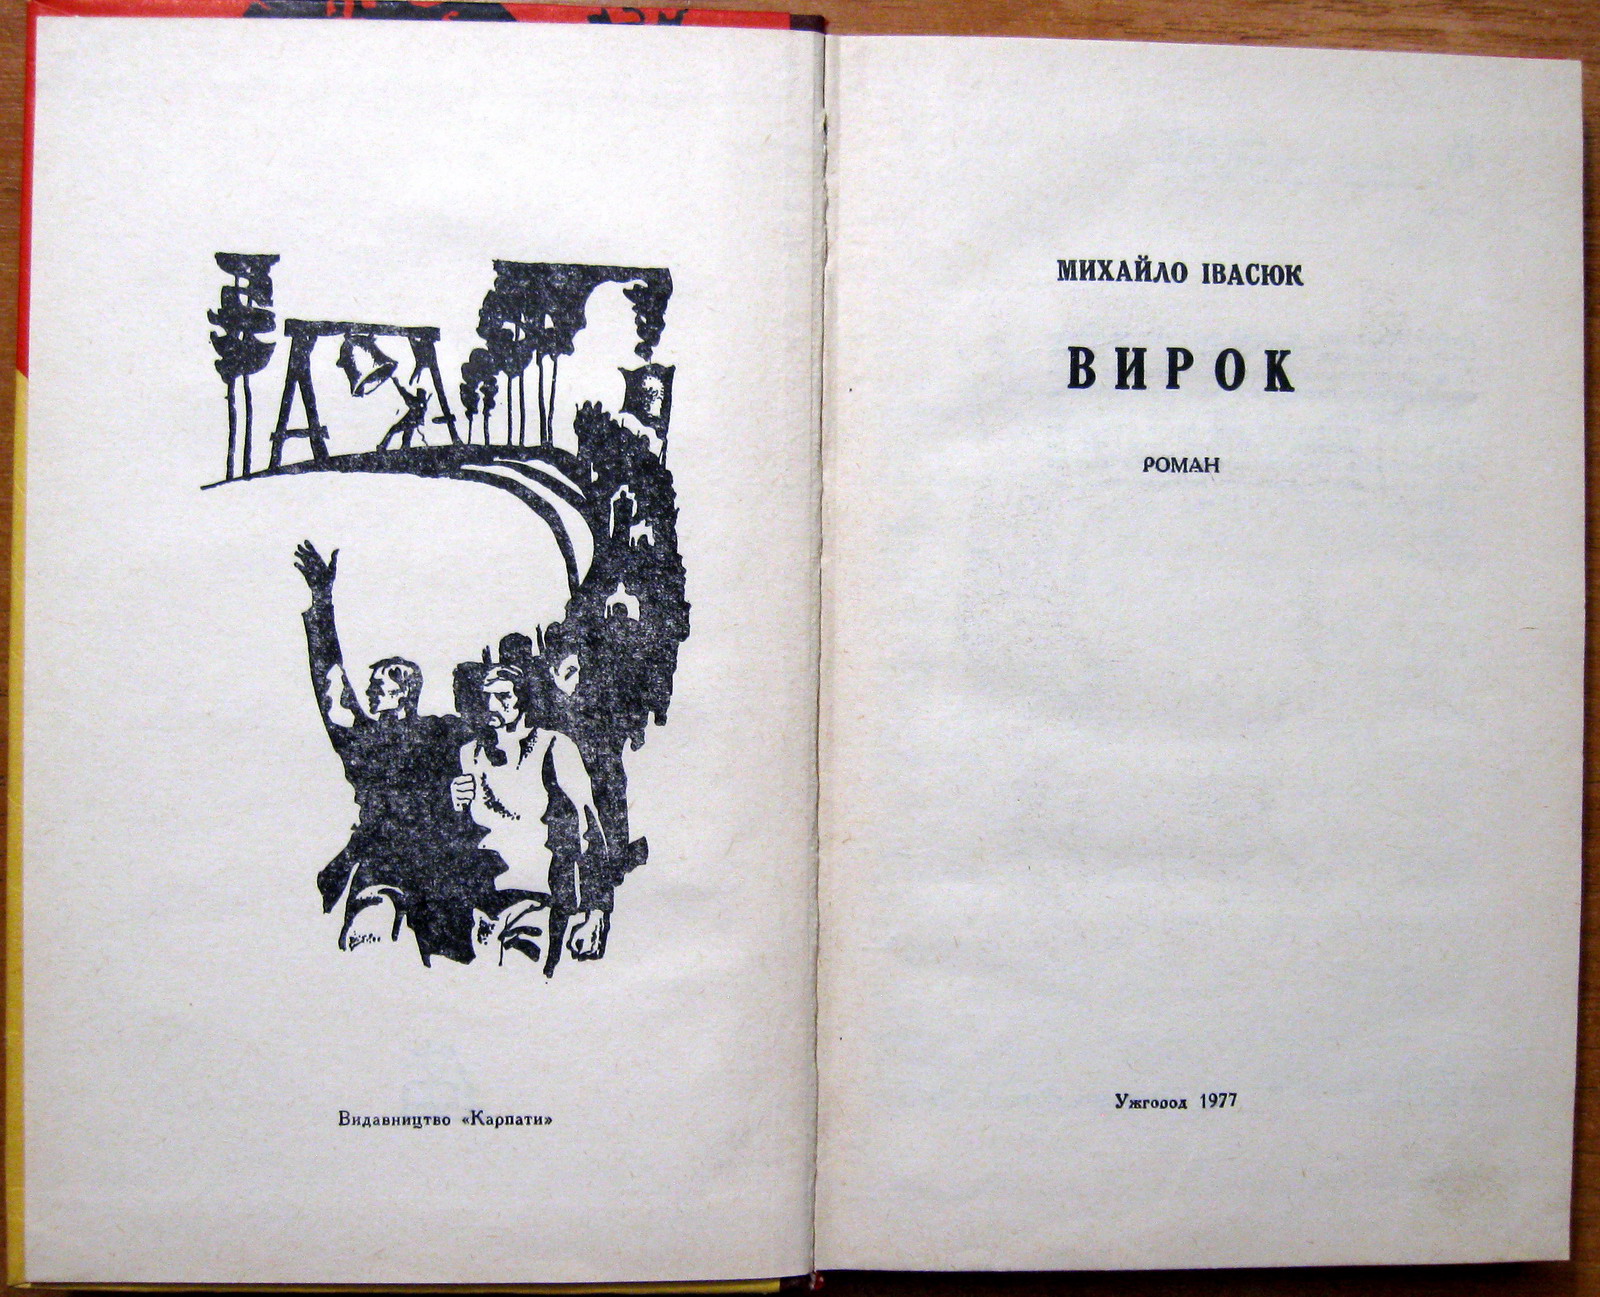 Видавництво «Карпати»
МИХАЙЛО ІВАСЮК
ВИРОК
РОМАН
Ужгород 1977